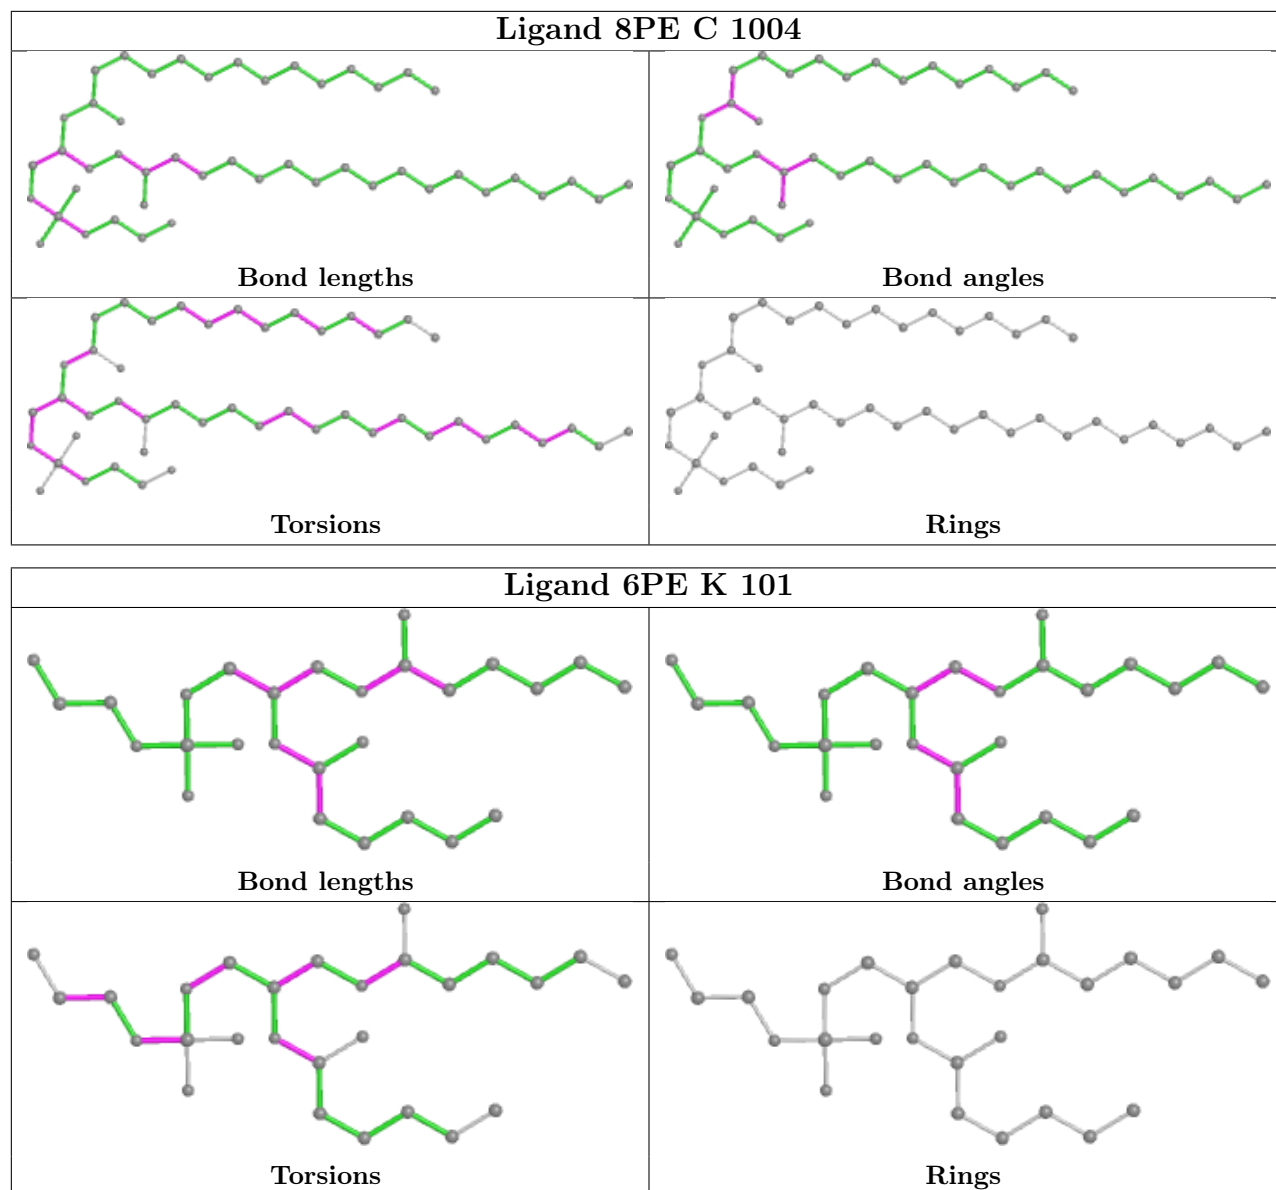 Ligand 8PE C 1004
Bond lengths
Bond angles
Torsions
Rings
Ligand 6PE K 101
Bond lengths
Bond angles
Torsions
Rings